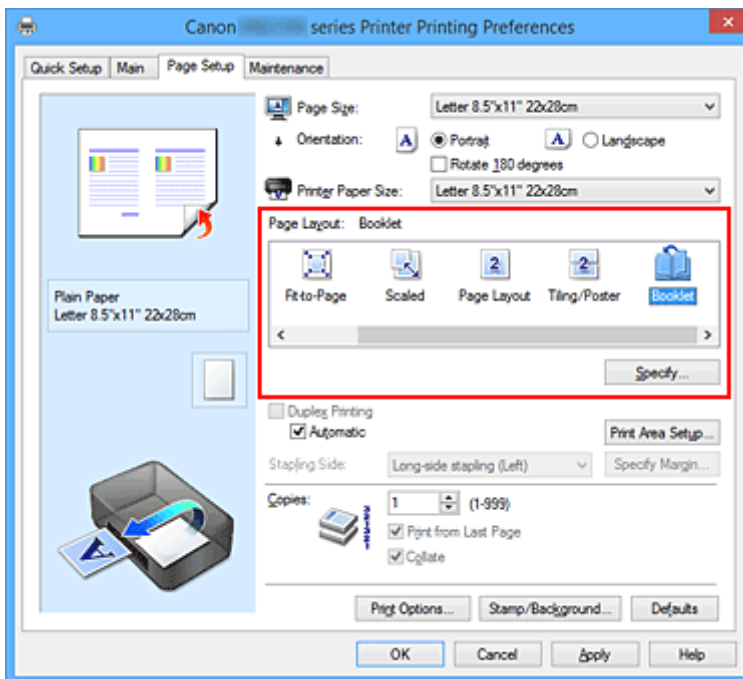 Canon series Printer Printing Preferences
Quick Setup Main Page Setup Maintenance
Page Size: Letter 8.5"x11" 22x28cm
Orientation: A Portrait A Landscape
Rotate 180 degrees
Printer Paper Size: Letter 8.5"x11" 22x28cm
Page Layout: Booklet
Fit-to-Page Scaled Page Layout Tiling/Poster Booklet
Specify...
Plain Paper
Letter 8.5"x11" 22x28cm
Duplex Printing
Automatic Print Area Setup...
Stapling Side: Long-side stapling (Left) Specify Margin...
Copies: 1 (1-999)
Print from Last Page
Collate
Print Options... Stamp/Background... Defaults
OK Cancel Apply Help